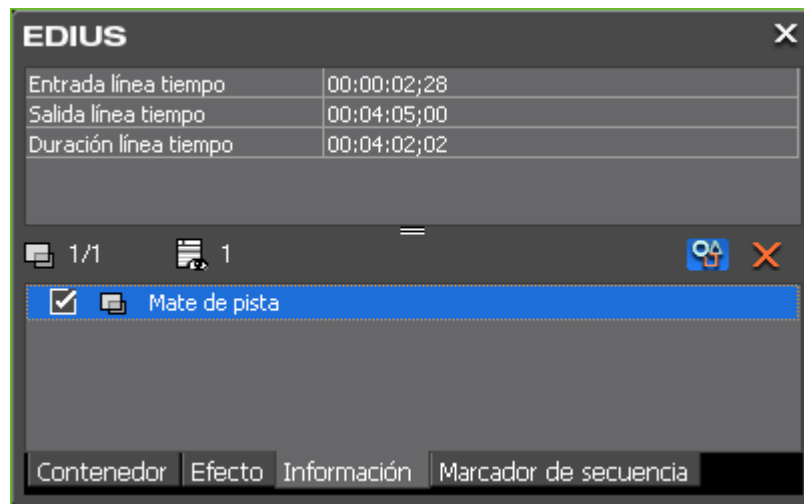 EDIUS
Entrada línea tiempo 00:00:02;28
Salida línea tiempo 00:04:05;00
Duración línea tiempo 00:04:02;02
1/1 1
Mate de pista
Contenedor Efecto Información Marcador de secuencia